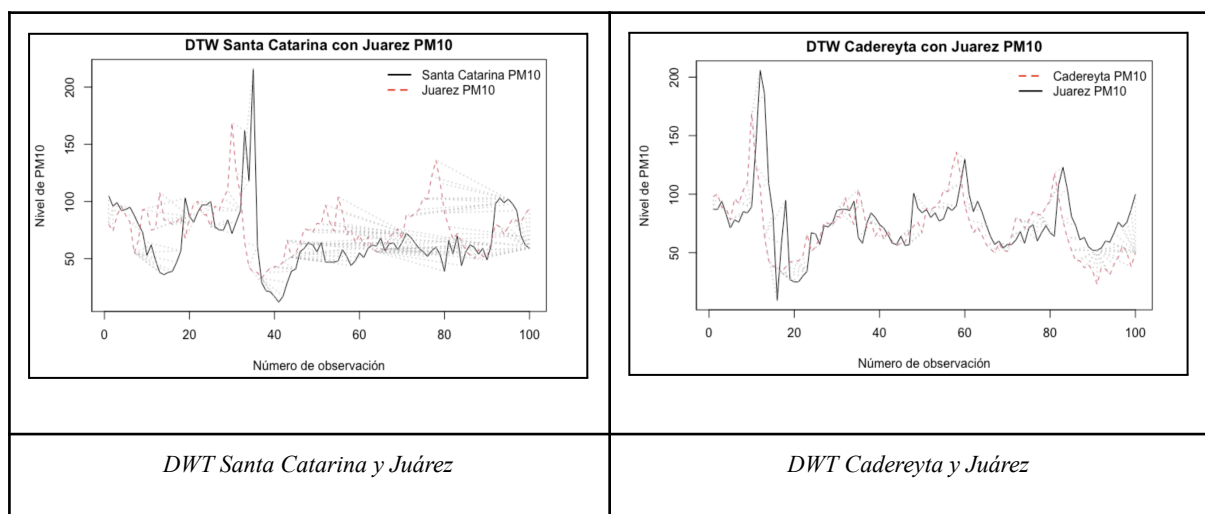 DTW Santa Catarina con Juarez PM10
Santa Catarina PM10
Juarez PM10
Nivel de PM10
200
150
100
50
0
20
40
60
80
100
Número de observación
DTW Cadereyta con Juarez PM10
Cadereyta PM10
Juarez PM10
Nivel de PM10
200
150
100
50
0
20
40
60
80
100
Número de observación
DWT Santa Catarina y Juárez
DWT Cadereyta y Juárez